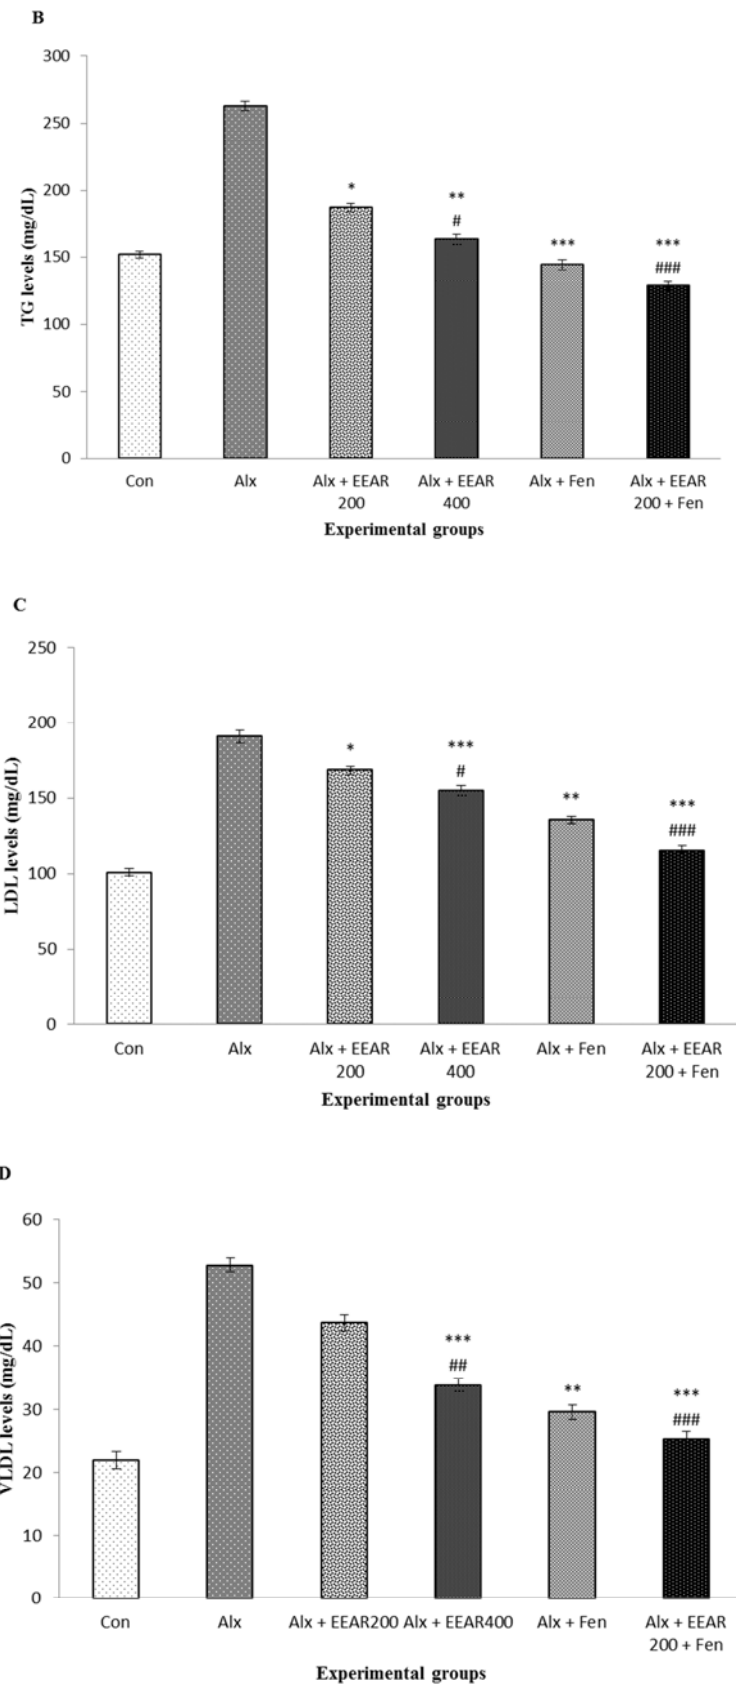 B
300
250
200
150
100
50
0
TG levels (mg/dL)
*
**
#
***
***
###
Con Alx Alx + EEAR Alx + EEAR Alx + Fen Alx + EEAR
200 400 200 + Fen
Experimental groups
C
250
200
150
100
50
0
LDL levels (mg/dL)
*
***
#
**
***
###
Con Alx Alx + EEAR Alx + EEAR Alx + Fen Alx + EEAR
200 400 200 + Fen
Experimental groups
D
60
50
40
30
20
10
0
VLDL levels (mg/dL)
***
##
**
***
###
Con Alx Alx + EEAR200 Alx + EEAR400 Alx + Fen Alx + EEAR
200 + Fen
Experimental groups